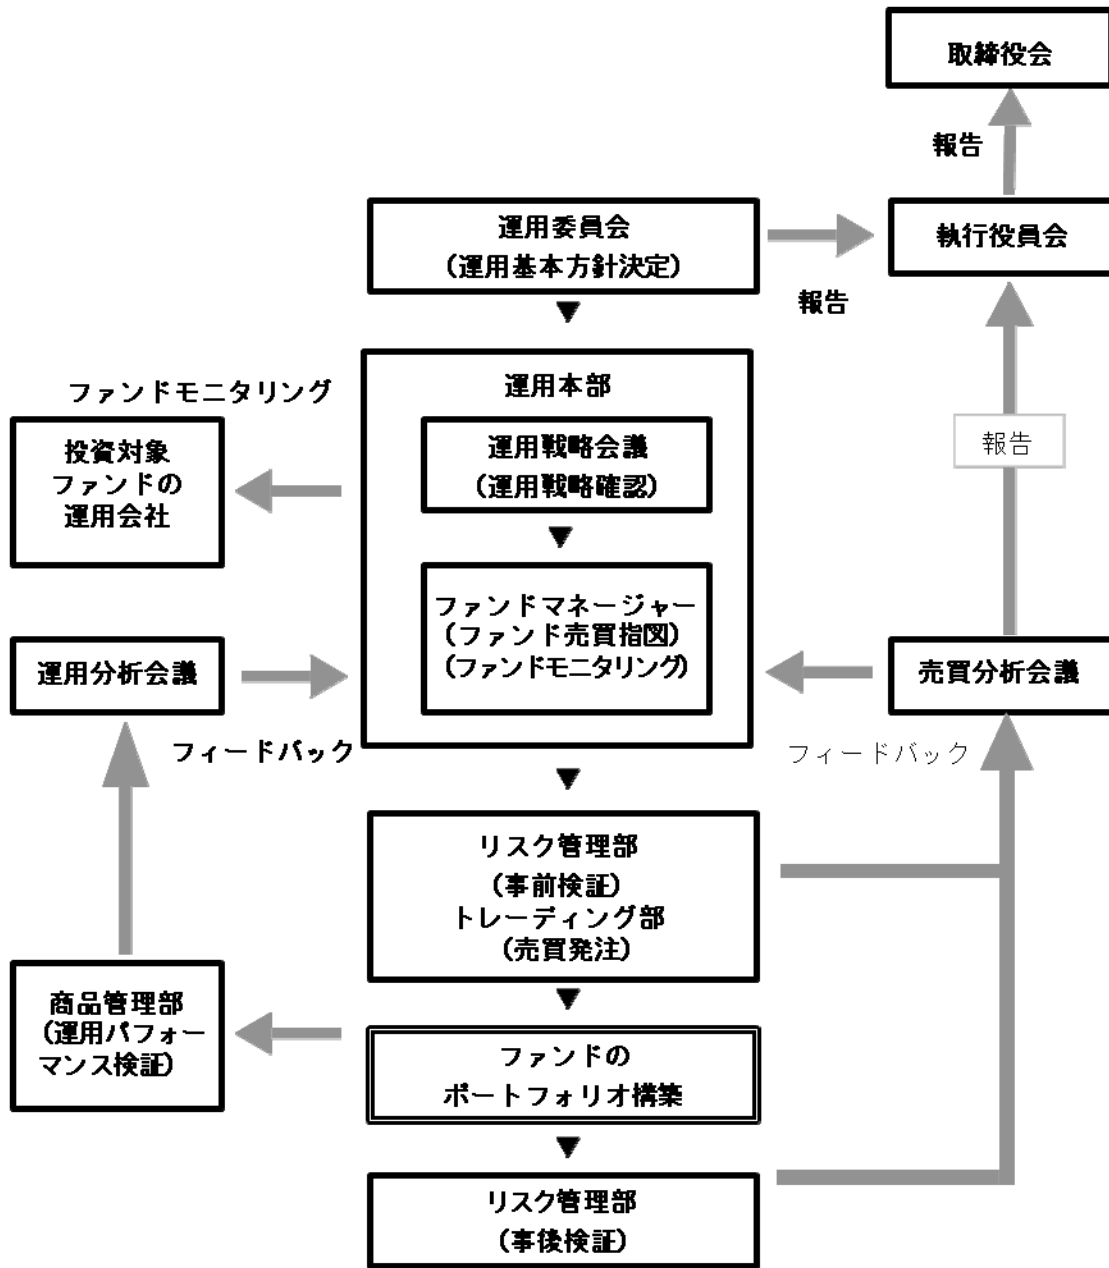 取締役会
報告
運用委員会
(運用基本方針決定)
執行役員会
報告
運用本部
ファンドモニタリング
投資対象
ファンドの
運用会社
運用戦略会議
(運用戦略確認)
報告
ファンドマネージャー
(ファンド売買指図)
(ファンドモニタリング)
運用分析会議
売買分析会議
フィードバック
フィードバック
リスク管理部
(事前検証)
トレーディング部
(売買発注)
商品管理部
(運用パフォー
マンス検証)
ファンドの
ポートフォリオ構築
リスク管理部
(事後検証)